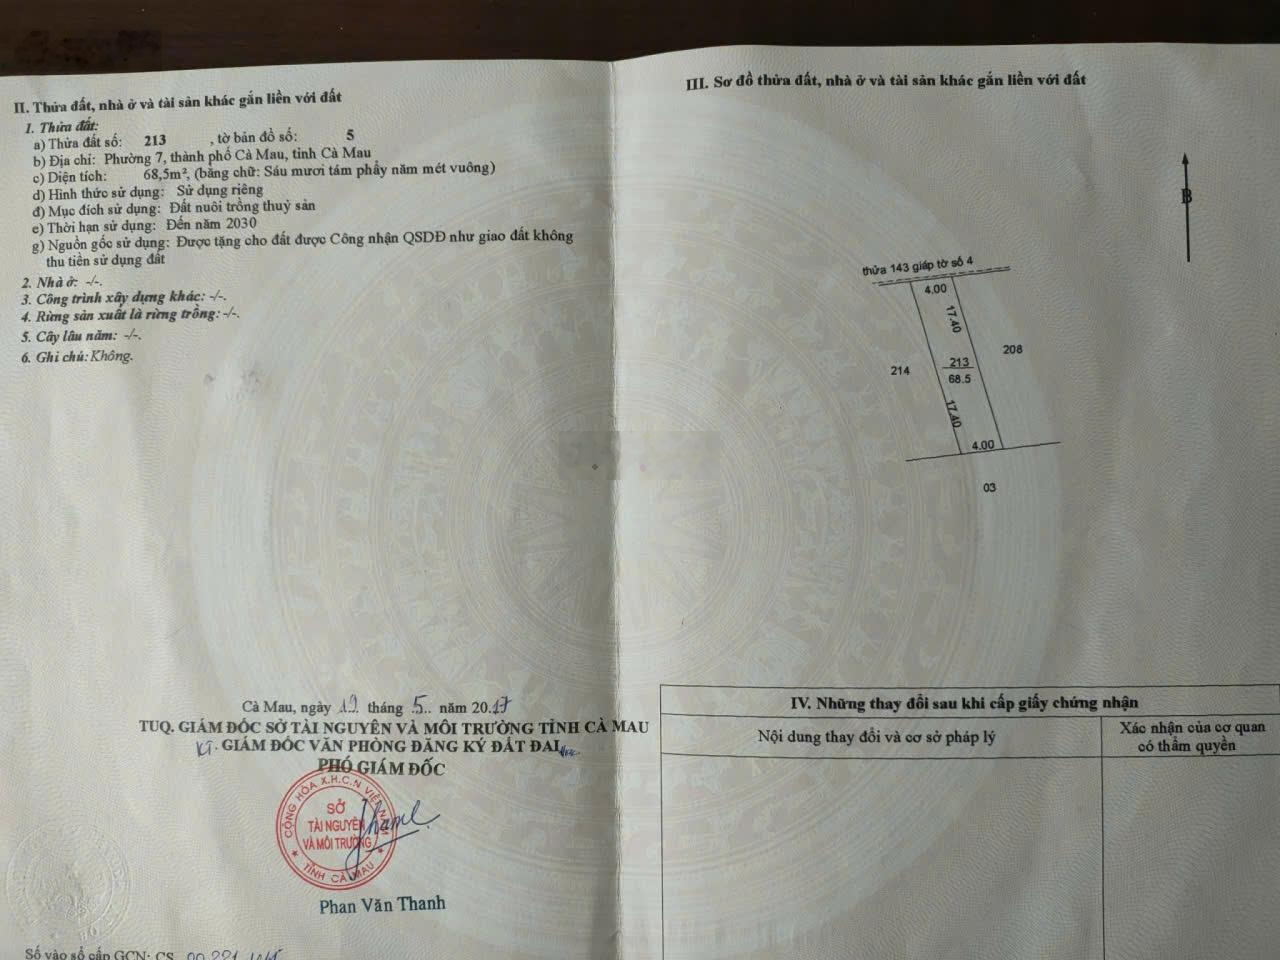 II. Thửa đất, nhà ở và tài sản khác gắn liền với đất
1. Thửa đất:
a) Thửa đất số: 213 , tờ bản đồ số: 5
b) Địa chỉ: Phường 7, thành phố Cà Mau, tỉnh Cà Mau
c) Diện tích: 68,5m², (bằng chữ: Sáu mươi tám phẩy năm mét vuông)
d) Hình thức sử dụng: Sử dụng riêng
đ) Mục đích sử dụng: Đất nuôi trồng thuỷ sản
e) Thời hạn sử dụng: Đến năm 2030
g) Nguồn gốc sử dụng: Được tặng cho đất được Công nhận QSDĐ như giao đất không
thu tiền sử dụng đất
2. Nhà ở: -/-.
3. Công trình xây dựng khác: -/-.
4. Rừng sản xuất là rừng trồng: -/-.
5. Cây lâu năm: -/-.
6. Ghi chú: Không.
Cà Mau, ngày 19 tháng 5 năm 2017
TUQ. GIÁM ĐỐC SỞ TÀI NGUYÊN VÀ MÔI TRƯỜNG TỈNH CÀ MAU
KT. GIÁM ĐỐC VĂN PHÒNG ĐĂNG KÝ ĐẤT ĐAI
PHÓ GIÁM ĐỐC
CỘNG HÒA X.H.C.N VIỆT NAM
SỞ
TÀI NGUYÊN
VÀ MÔI TRƯỜNG
TỈNH CÀ MAU
Phan Văn Thanh
Số vào sổ cấp GCN: CS
III. Sơ đồ thửa đất, nhà ở và tài sản khác gắn liền với đất
B
thửa 143 giáp tờ số 4
4.00
17.40
208
213
214
68.5
17.40
4.00
03
IV. Những thay đổi sau khi cấp giấy chứng nhận
Nội dung thay đổi và cơ sở pháp lý
Xác nhận của cơ quan
có thẩm quyền